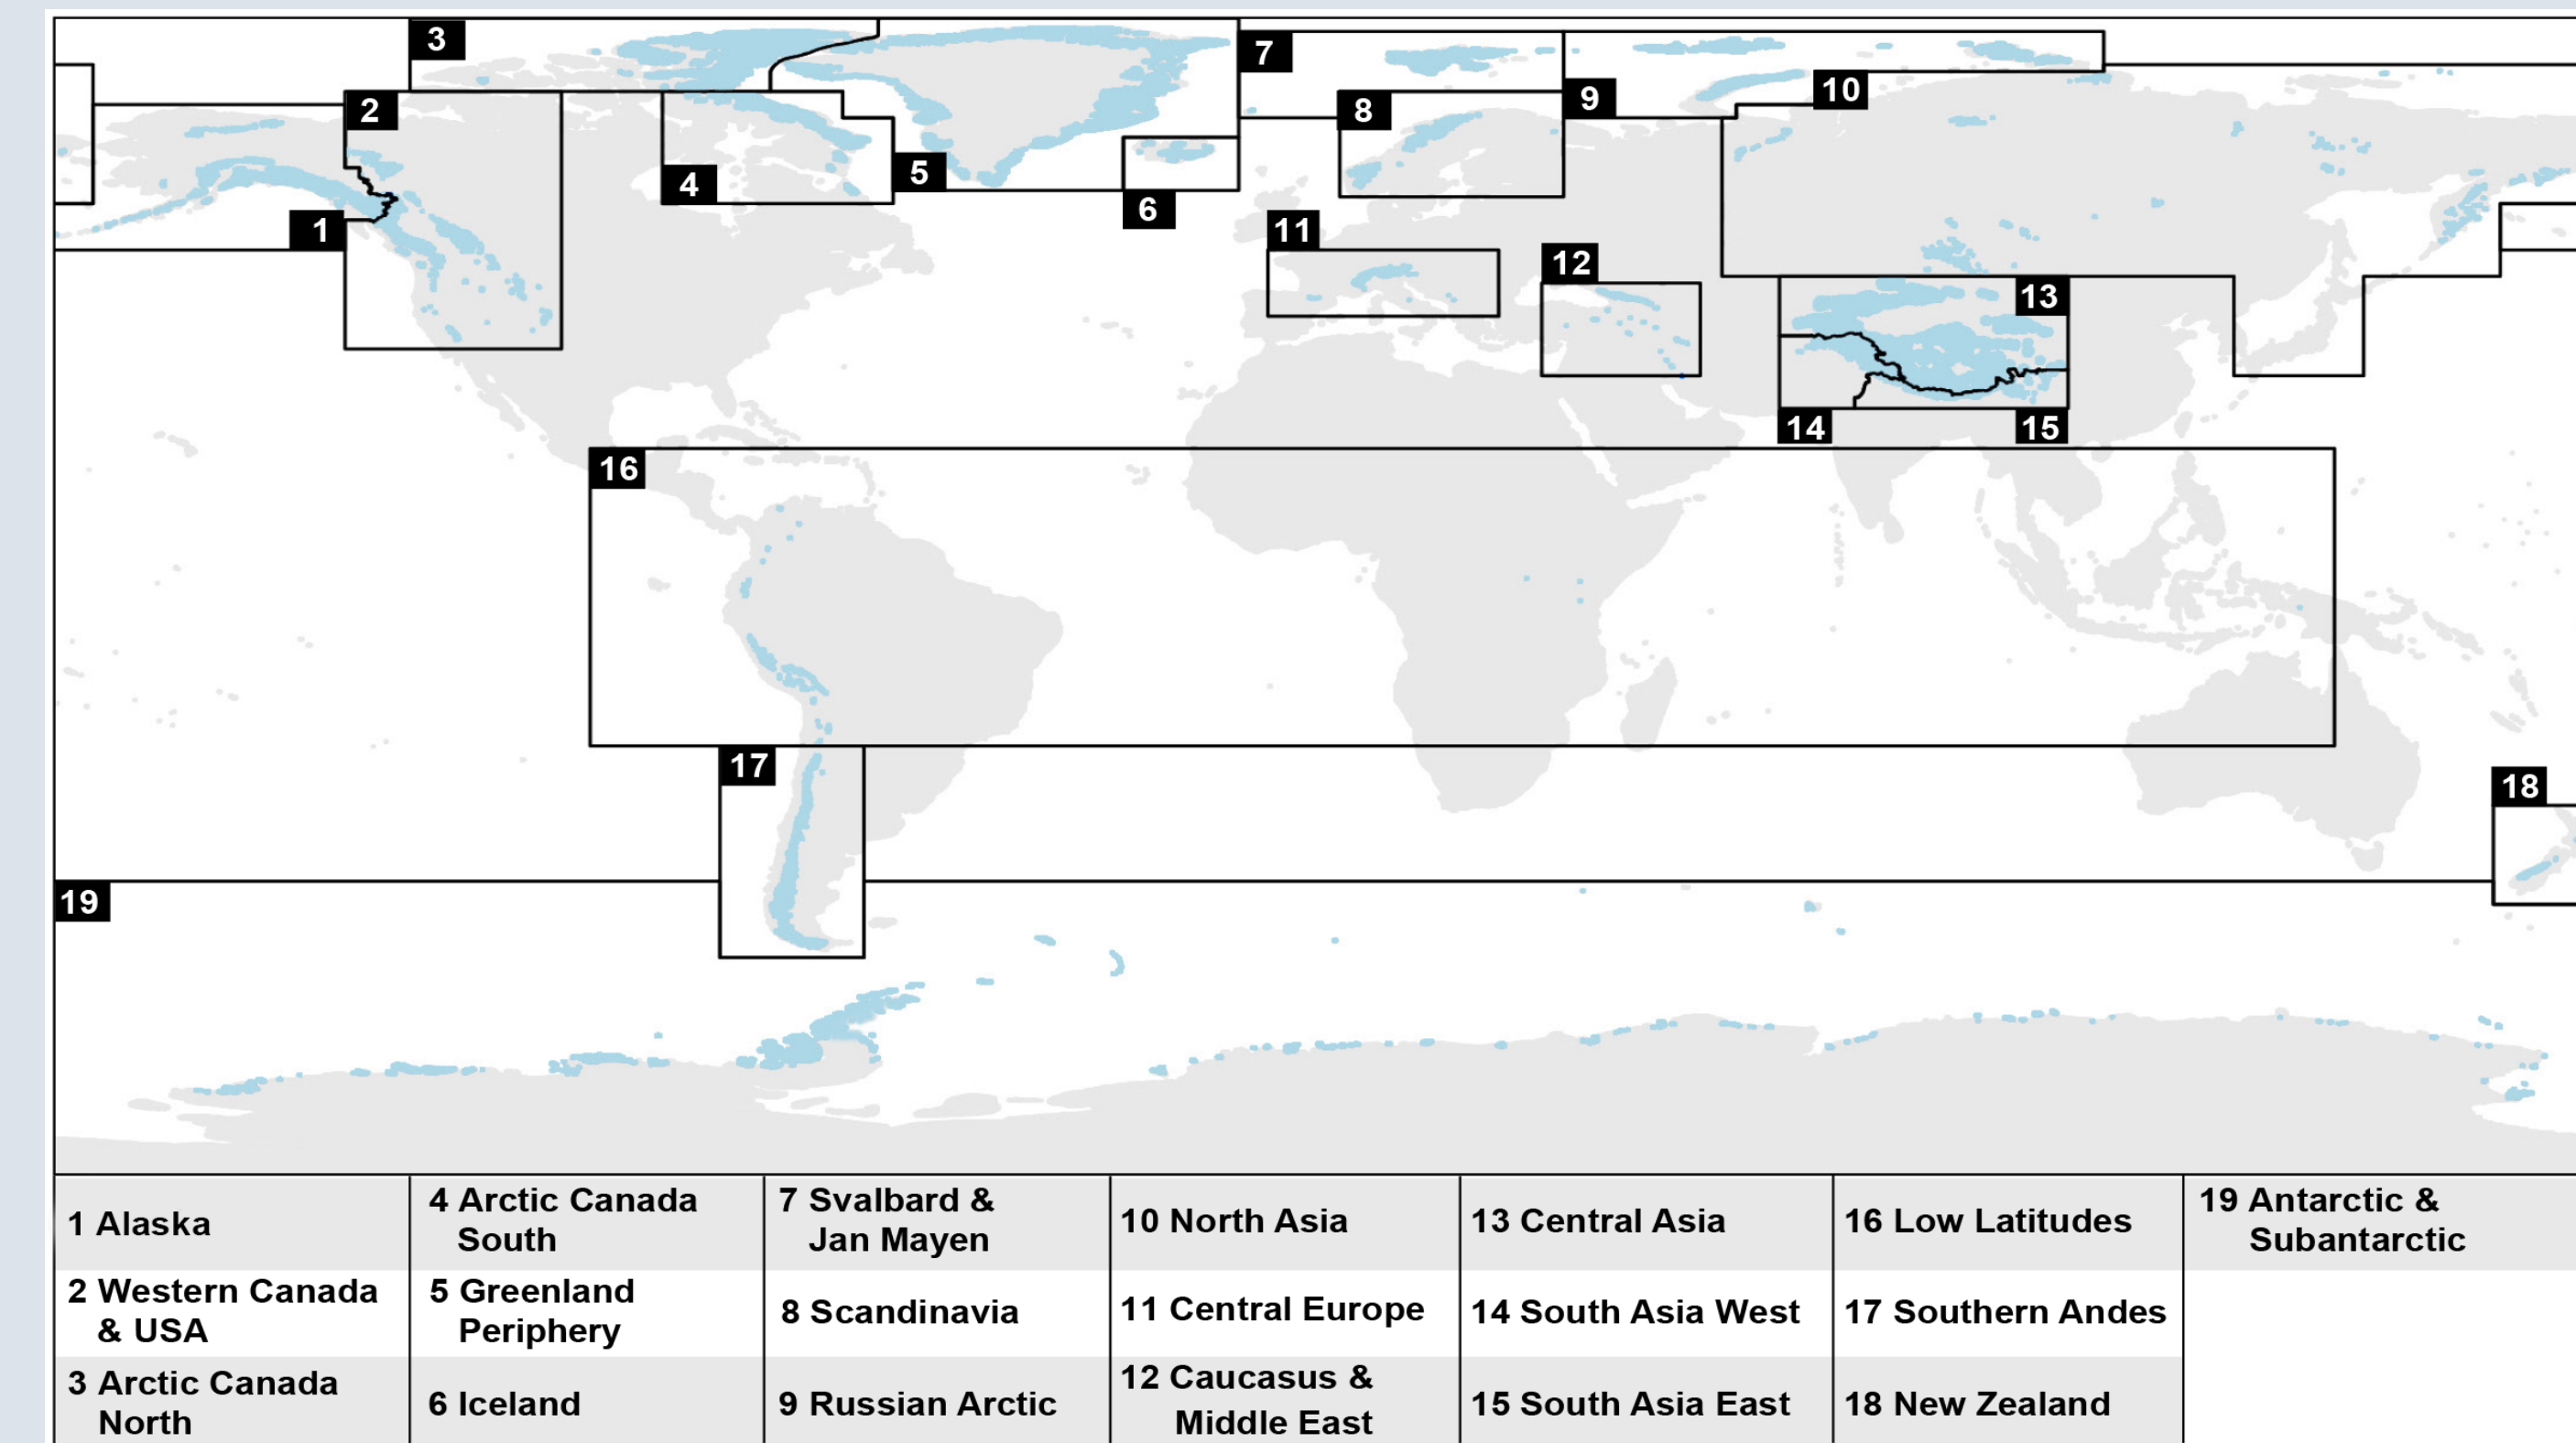 3
7
10
2
8
9
4
5
6
1
11
12
13
14
15
16
17
18
19
1 Alaska
2 Western Canada
& USA
3 Arctic Canada
North
4 Arctic Canada
South
5 Greenland
Periphery
6 Iceland
7 Svalbard &
Jan Mayen
8 Scandinavia
9 Russian Arctic
10 North Asia
11 Central Europe
12 Caucasus &
Middle East
13 Central Asia
14 South Asia West
15 South Asia East
16 Low Latitudes
17 Southern Andes
18 New Zealand
19 Antarctic &
Subantarctic